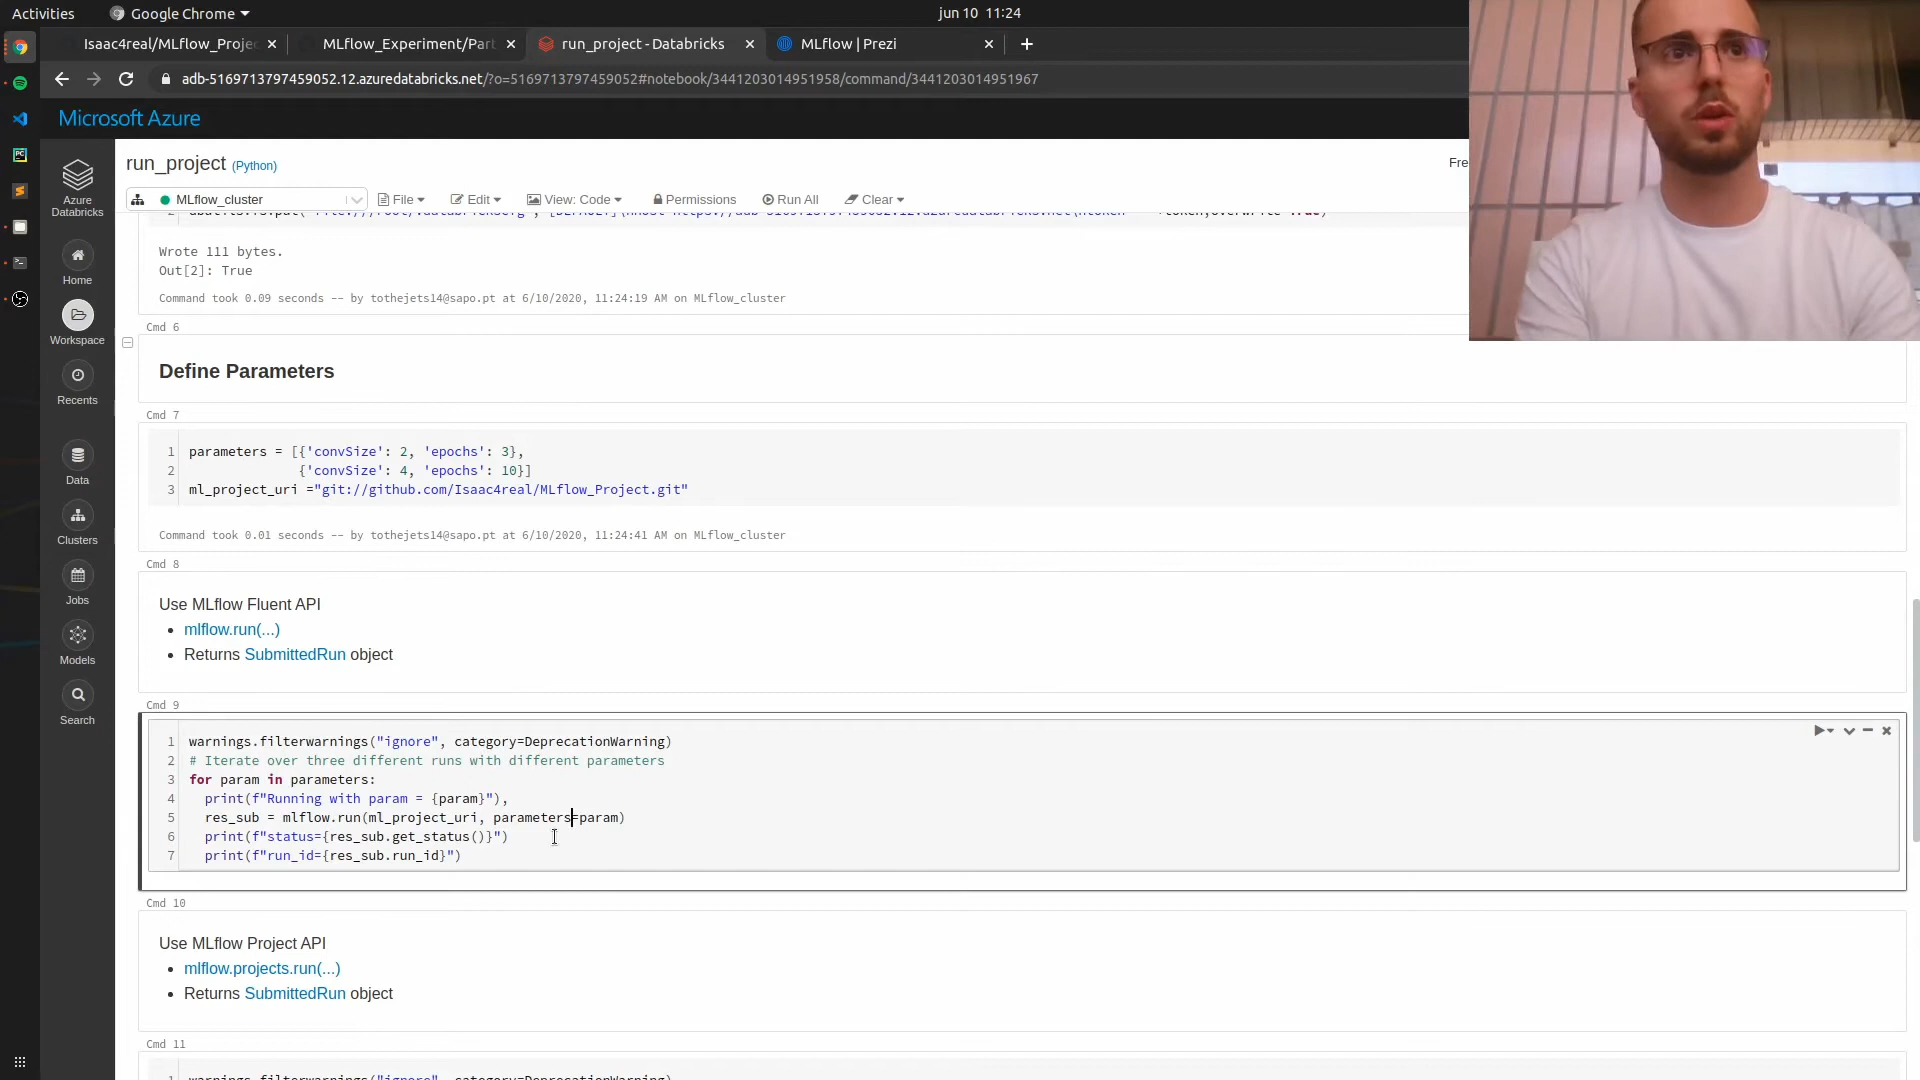 Activities
Google Chrome
jun 10 11:24
Isaac4real/MLflow_Proje
MLflow_Experiment/Part
run_project - Databricks
MLflow | Prezi
adb-5169713797459052.12.azuredatabricks.net/?o=5169713797459052#notebook/3441203014951958/command/3441203014951967
Microsoft Azure
run_project (Python)
Fre
MLflow_cluster
File
Edit
View: Code
Permissions
Run All
Clear
Azure
Databricks
Home
Workspace
Recents
Data
Clusters
Jobs
Models
Search
Wrote 111 bytes.
Out[2]: True
Command took 0.09 seconds -- by tothejets14@sapo.pt at 6/10/2020, 11:24:19 AM on MLflow_cluster
Cmd 6
Define Parameters
Cmd 7
1 parameters = [{'convSize': 2, 'epochs': 3},
2 {'convSize': 4, 'epochs': 10}]
3 ml_project_uri ="git://github.com/Isaac4real/MLflow_Project.git"
Command took 0.01 seconds -- by tothejets14@sapo.pt at 6/10/2020, 11:24:41 AM on MLflow_cluster
Cmd 8
Use MLflow Fluent API
• mlflow.run(...)
• Returns SubmittedRun object
Cmd 9
1 warnings.filterwarnings("ignore", category=DeprecationWarning)
2 # Iterate over three different runs with different parameters
3 for param in parameters:
4 print(f"Running with param = {param}"),
5 res_sub = mlflow.run(ml_project_uri, parameters=param)
6 print(f"status={res_sub.get_status()}")
7 print(f"run_id={res_sub.run_id}")
Cmd 10
Use MLflow Project API
• mlflow.projects.run(...)
• Returns SubmittedRun object
Cmd 11
1 warnings.filterwarnings("ignore", category=DeprecationWarning)